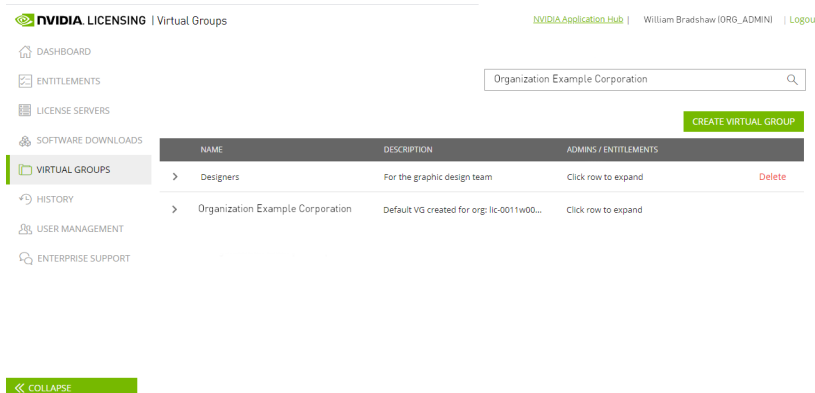 NVIDIA. LICENSING | Virtual Groups
NVIDIA Application Hub | William Bradshaw (ORG_ADMIN) | Logou
DASHBOARD
ENTITLEMENTS
Organization Example Corporation
LICENSE SERVERS
CREATE VIRTUAL GROUP
SOFTWARE DOWNLOADS
NAME DESCRIPTION ADMINS / ENTITLEMENTS
VIRTUAL GROUPS
Designers For the graphic design team Click row to expand Delete
HISTORY
Organization Example Corporation Default VG created for org: lic-0011w00... Click row to expand
USER MANAGEMENT
ENTERPRISE SUPPORT
COLLAPSE